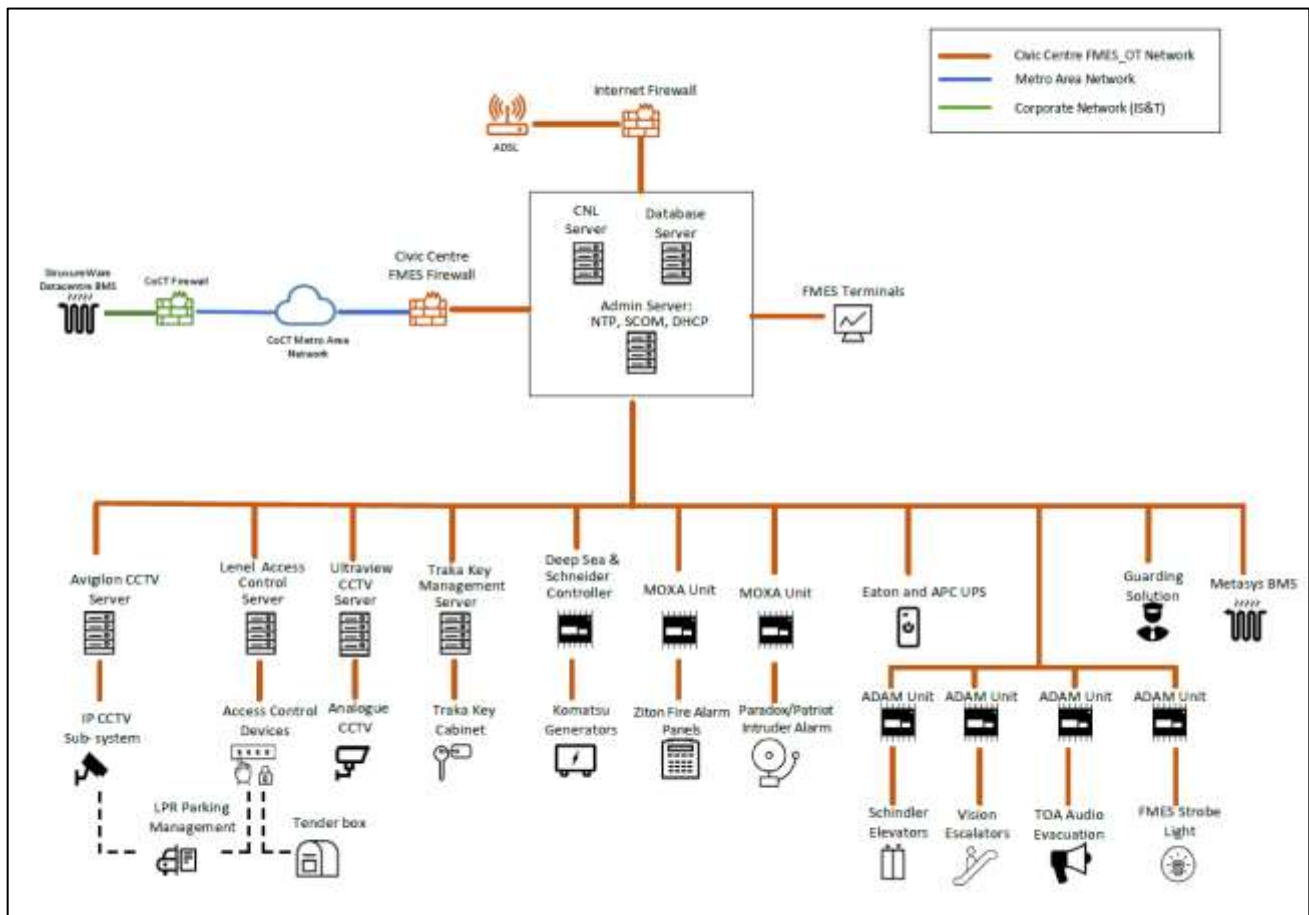 Civic Centre FMES_OT Network
Metro Area Network
Corporate Network (IS&T)
Internet Firewall
ADSL
CNL
Server
Database
Server
Admin Server:
NTP, SCOM, DHCP
Civic Centre
FMES Firewall
StruxureWare
Datacentre BMS
CoCT Firewall
CoCT Metro Area
Network
FMES Terminals
Avigilon CCTV
Server
Lenel Access
Control
Server
Ultraview
CCTV
Server
Traka Key
Management
Server
Deep Sea &
Schneider
Controller
MOXA Unit
MOXA Unit
Eaton and APC UPS
Guarding
Solution
Metasys BMS
IP CCTV
Sub- system
Access Control
Devices
Analogue
CCTV
Traka Key
Cabinet
Komatsu
Generators
Ziton Fire Alarm
Panels
Paradox/Patriot
Intruder Alarm
ADAM Unit
ADAM Unit
ADAM Unit
ADAM Unit
LPR Parking
Management
Tender box
Schindler
Elevators
Vision
Escalators
TOA Audio
Evacuation
FMES Strobe
Light